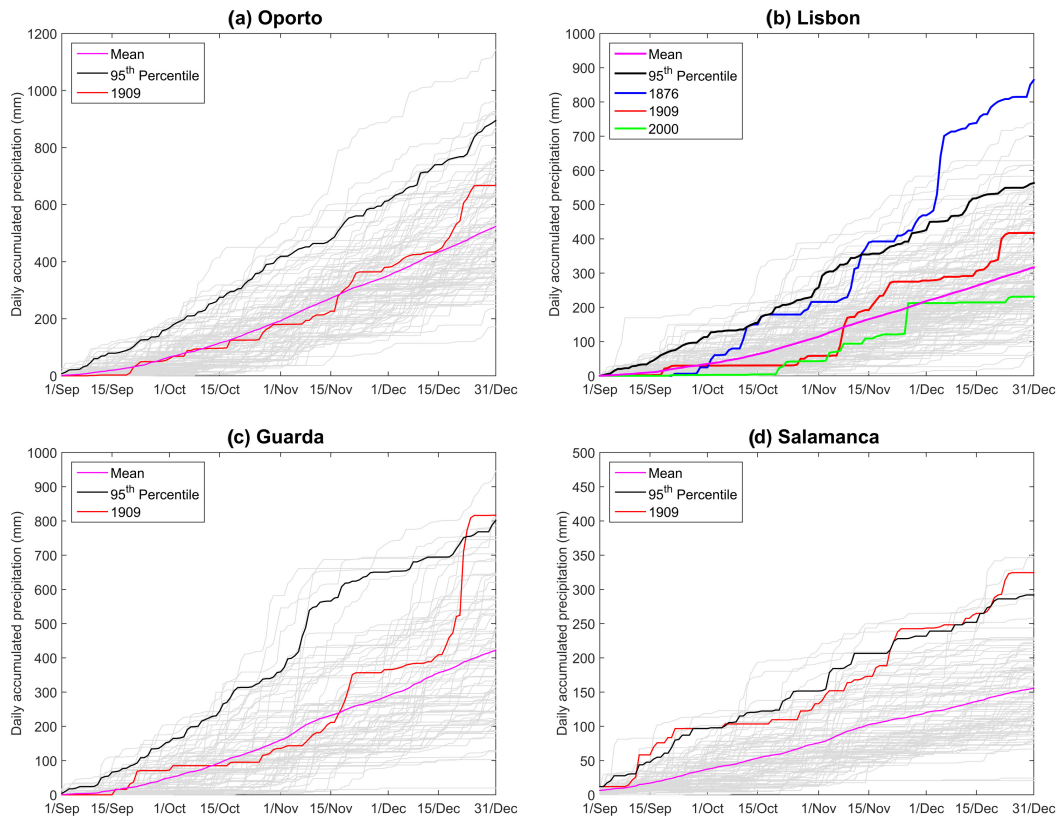 (a) Oporto
Daily accumulated precipitation (mm)
1200
1000
800
600
400
200
0
Mean
95th Percentile
1909
1/Sep 15/Sep 1/Oct 15/Oct 1/Nov 15/Nov 1/Dec 15/Dec 31/Dec
(b) Lisbon
Daily accumulated precipitation (mm)
1000
900
800
700
600
500
400
300
200
100
0
Mean
95th Percentile
1876
1909
2000
1/Sep 15/Sep 1/Oct 15/Oct 1/Nov 15/Nov 1/Dec 15/Dec 31/Dec
(c) Guarda
Daily accumulated precipitation (mm)
1000
900
800
700
600
500
400
300
200
100
0
Mean
95th Percentile
1909
1/Sep 15/Sep 1/Oct 15/Oct 1/Nov 15/Nov 1/Dec 15/Dec 31/Dec
(d) Salamanca
Daily accumulated precipitation (mm)
500
450
400
350
300
250
200
150
100
50
0
Mean
95th Percentile
1909
1/Sep 15/Sep 1/Oct 15/Oct 1/Nov 15/Nov 1/Dec 15/Dec 31/Dec